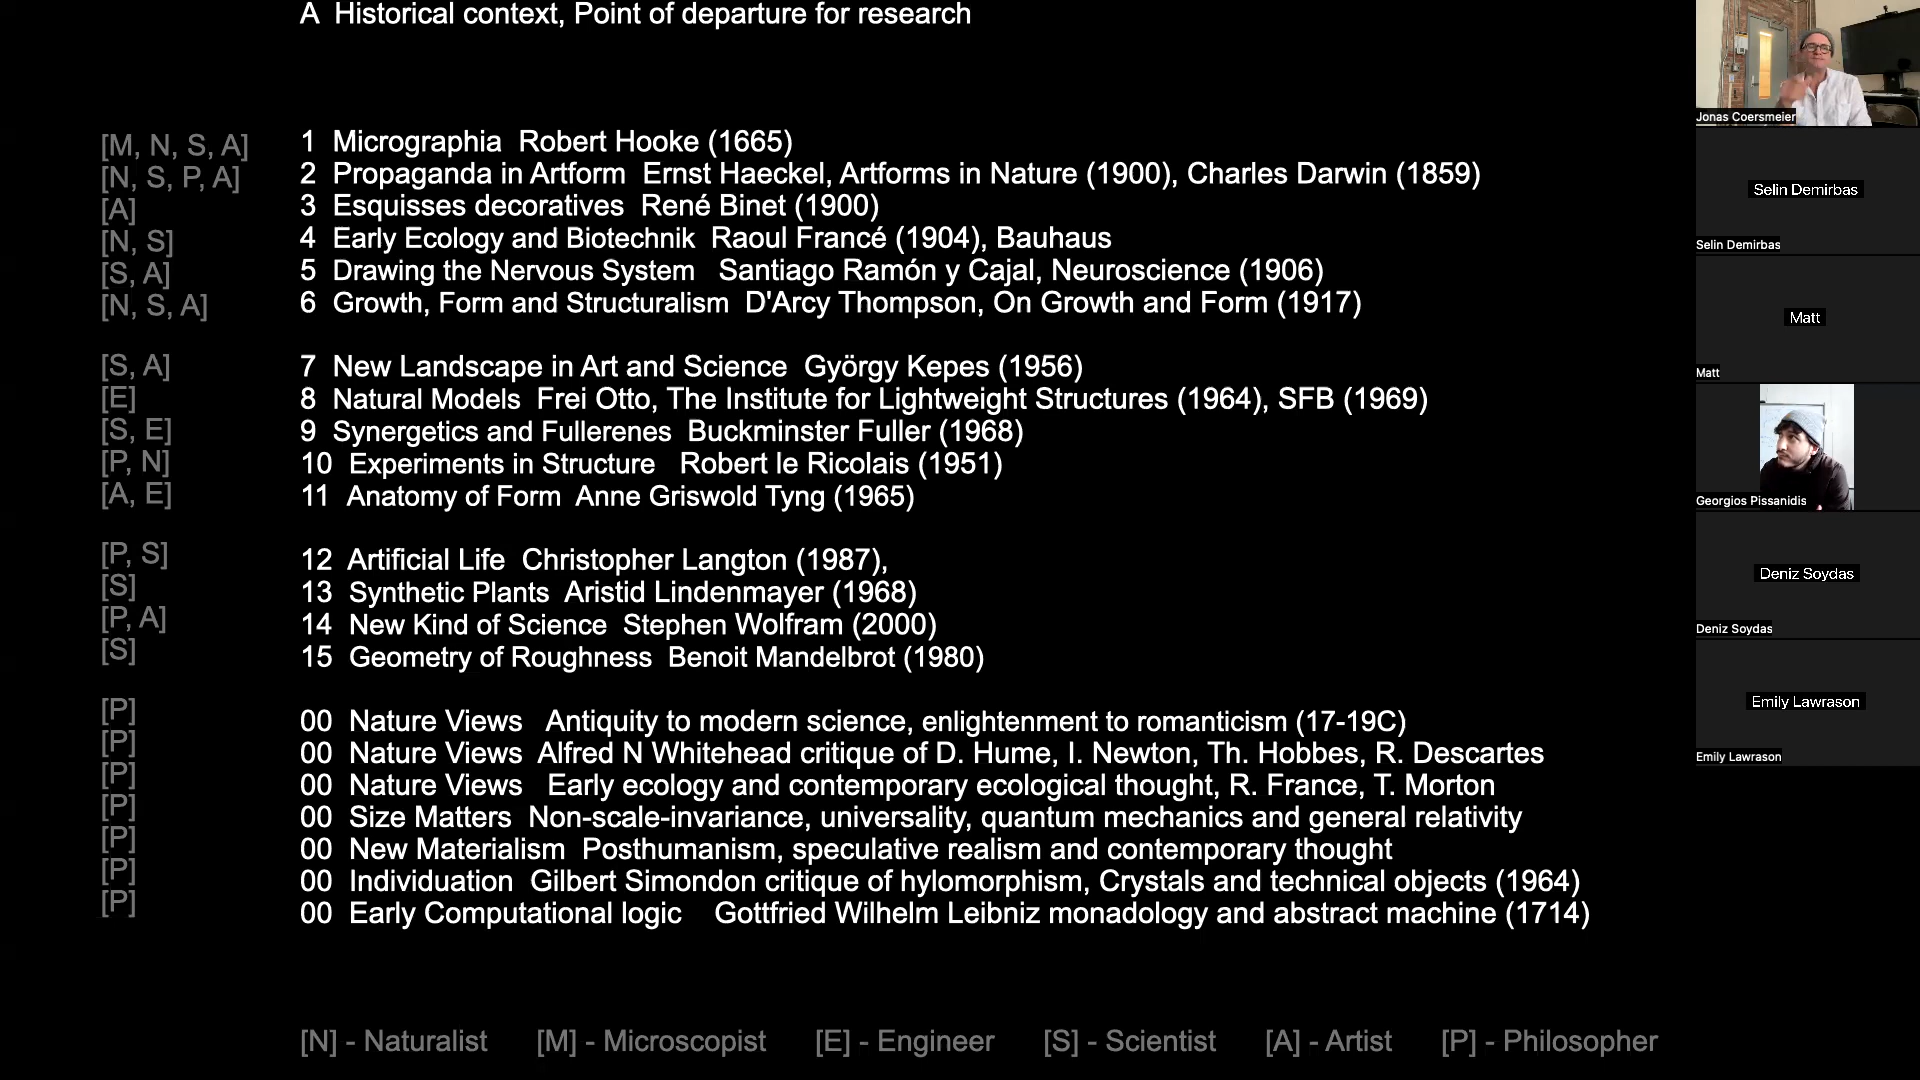 A Historical context, Point of departure for research
[M, N, S, A] 1 Micrographia Robert Hooke (1665)
[N, S, P, A] 2 Propaganda in Artform Ernst Haeckel, Artforms in Nature (1900), Charles Darwin (1859)
[A] 3 Esquisses decoratives René Binet (1900)
[N, S] 4 Early Ecology and Biotechnik Raoul Francé (1904), Bauhaus
[S, A] 5 Drawing the Nervous System Santiago Ramón y Cajal, Neuroscience (1906)
[N, S, A] 6 Growth, Form and Structuralism D'Arcy Thompson, On Growth and Form (1917)
[S, A] 7 New Landscape in Art and Science György Kepes (1956)
[E] 8 Natural Models Frei Otto, The Institute for Lightweight Structures (1964), SFB (1969)
[S, E] 9 Synergetics and Fullerenes Buckminster Fuller (1968)
[P, N] 10 Experiments in Structure Robert le Ricolais (1951)
[A, E] 11 Anatomy of Form Anne Griswold Tyng (1965)
[P, S] 12 Artificial Life Christopher Langton (1987),
[S] 13 Synthetic Plants Aristid Lindenmayer (1968)
[P, A] 14 New Kind of Science Stephen Wolfram (2000)
[S] 15 Geometry of Roughness Benoit Mandelbrot (1980)
[P] 00 Nature Views Antiquity to modern science, enlightenment to romanticism (17-19C)
[P] 00 Nature Views Alfred N Whitehead critique of D. Hume, I. Newton, Th. Hobbes, R. Descartes
[P] 00 Nature Views Early ecology and contemporary ecological thought, R. France, T. Morton
[P] 00 Size Matters Non-scale-invariance, universality, quantum mechanics and general relativity
[P] 00 New Materialism Posthumanism, speculative realism and contemporary thought
[P] 00 Individuation Gilbert Simondon critique of hylomorphism, Crystals and technical objects (1964)
[P] 00 Early Computational logic Gottfried Wilhelm Leibniz monadology and abstract machine (1714)
[N] - Naturalist [M] - Microscopist [E] - Engineer [S] - Scientist [A] - Artist [P] - Philosopher
Jonas Coersmeier
Selin Demirbas
Selin Demirbas
Matt
Matt
Georgios Pissanidis
Deniz Soydas
Deniz Soydas
Emily Lawrason
Emily Lawrason